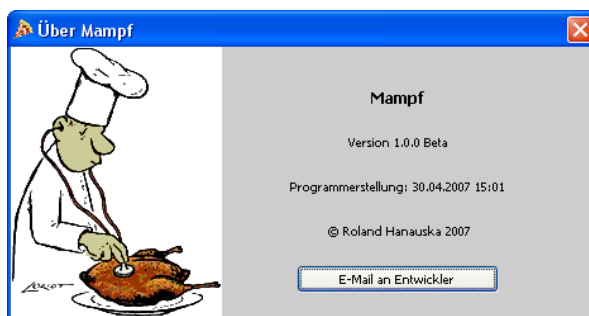 Über Mampf
Mampf
Version 1.0.0 Beta
Programmerstellung: 30.04.2007 15:01
© Roland Hanauska 2007
E-Mail an Entwickler
LORIOT